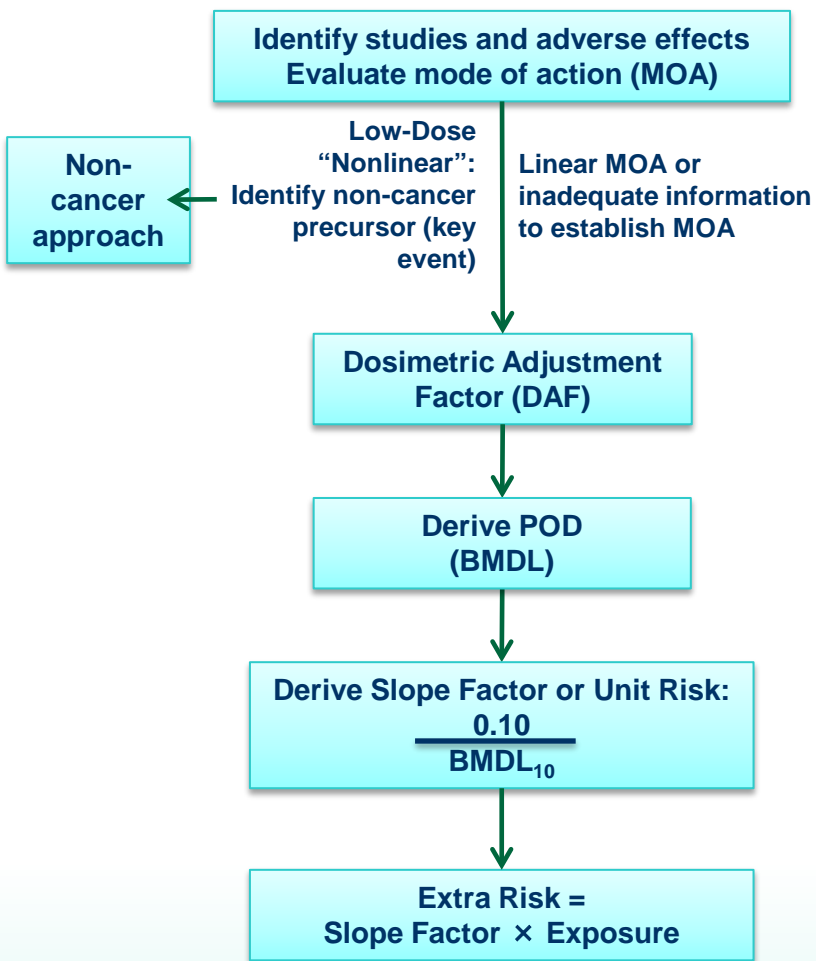 Identify studies and adverse effects
Evaluate mode of action (MOA)
Non-
cancer
approach
Low-Dose
“Nonlinear”:
Identify non-cancer
precursor (key
event)
Linear MOA or
inadequate information
to establish MOA
Dosimetric Adjustment
Factor (DAF)
Derive POD
(BMDL)
Derive Slope Factor or Unit Risk:
0.10
BMDL₁₀
Extra Risk =
Slope Factor × Exposure